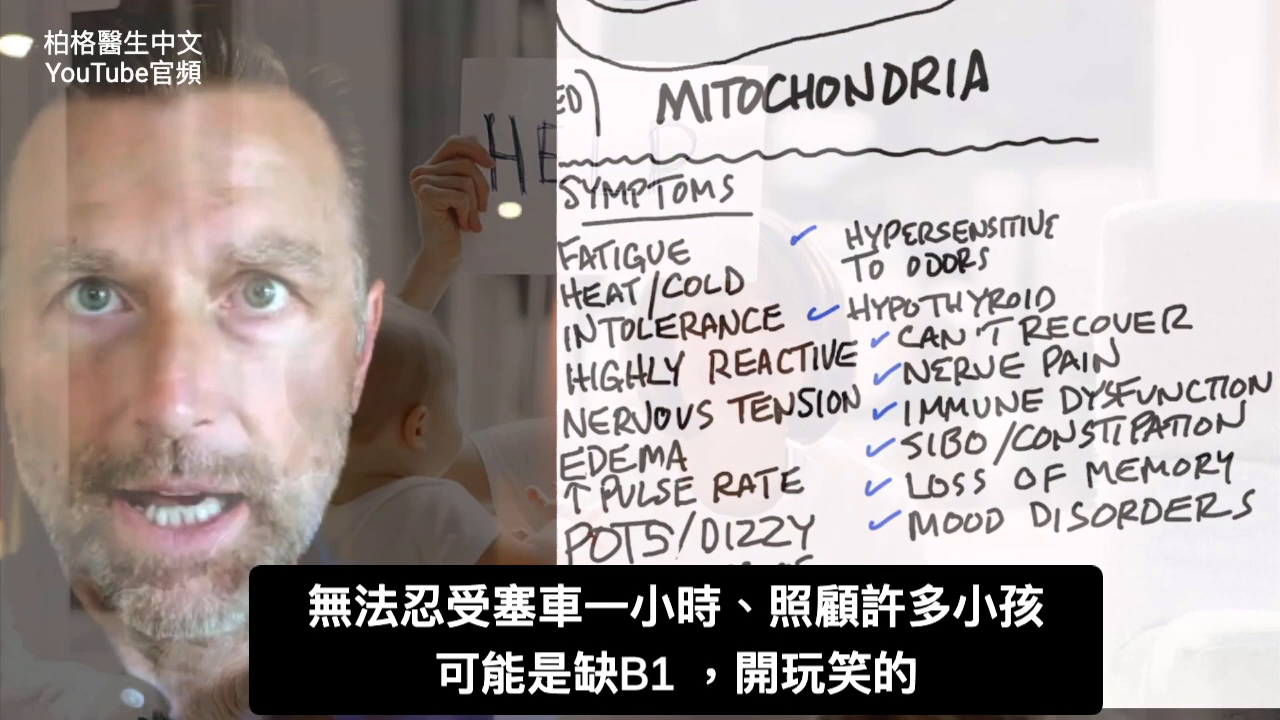 柏格醫生中文
YouTube官頻
HELP
ED)
MITOCHONDRIA
SYMPTOMS
FATIGUE
HEAT/COLD
INTOLERANCE
HIGHLY REACTIVE
NERVOUS TENSION
EDEMA
↑ PULSE RATE
POTS/DIZZY
✓ HYPERSENSITIVE
TO ODORS
✓ HYPOTHYROID
✓ CAN'T RECOVER
✓ NERVE PAIN
✓ IMMUNE DYSFUNCTION
✓ SIBO/CONSTIPATION
✓ LOSS OF MEMORY
✓ MOOD DISORDERS
無法忍受塞車一小時、照顧許多小孩
可能是缺B1 ，開玩笑的